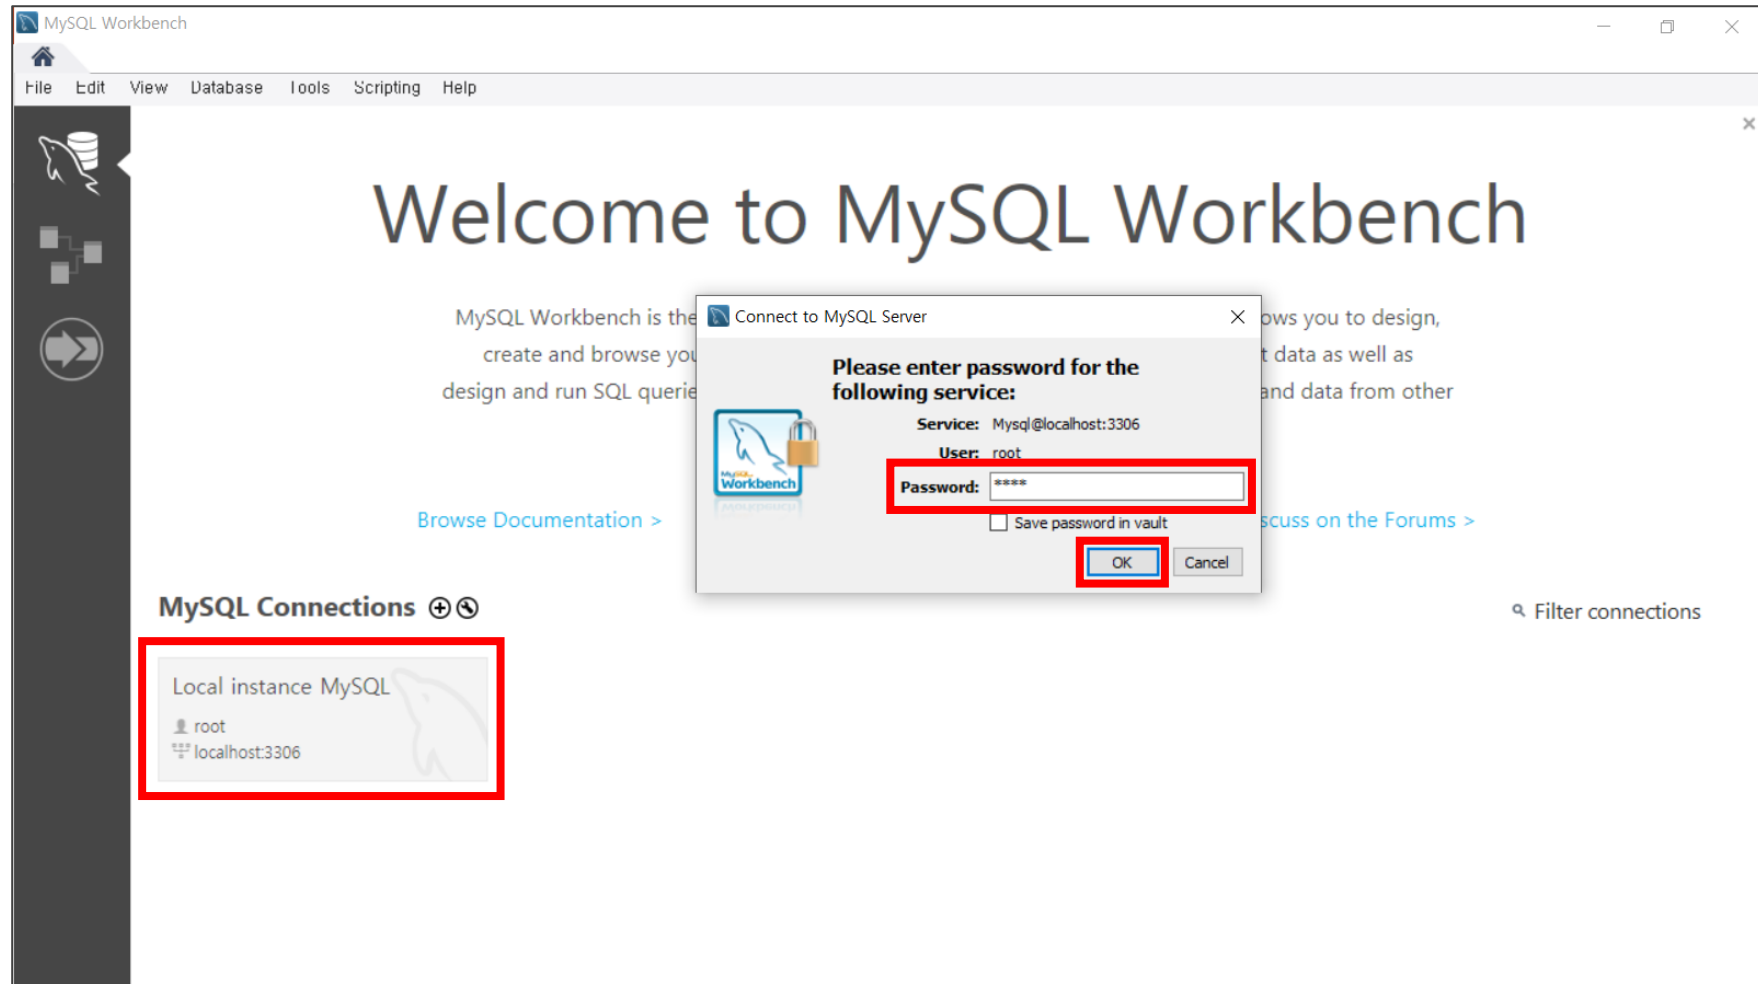 MySQL Workbench
File Edit View Database Tools Scripting Help
Welcome to MySQL Workbench
MySQL Workbench is the
ows you to design,
create and browse you
t data as well as
design and run SQL querie
and data from other
Browse Documentation >
scuss on the Forums >
Connect to MySQL Server
Please enter password for the
following service:
Service: Mysql@localhost:3306
User: root
Password: ****
Save password in vault
OK Cancel
MySQL
Workbench
MySQL Connections
Filter connections
Local instance MySQL
root
localhost:3306